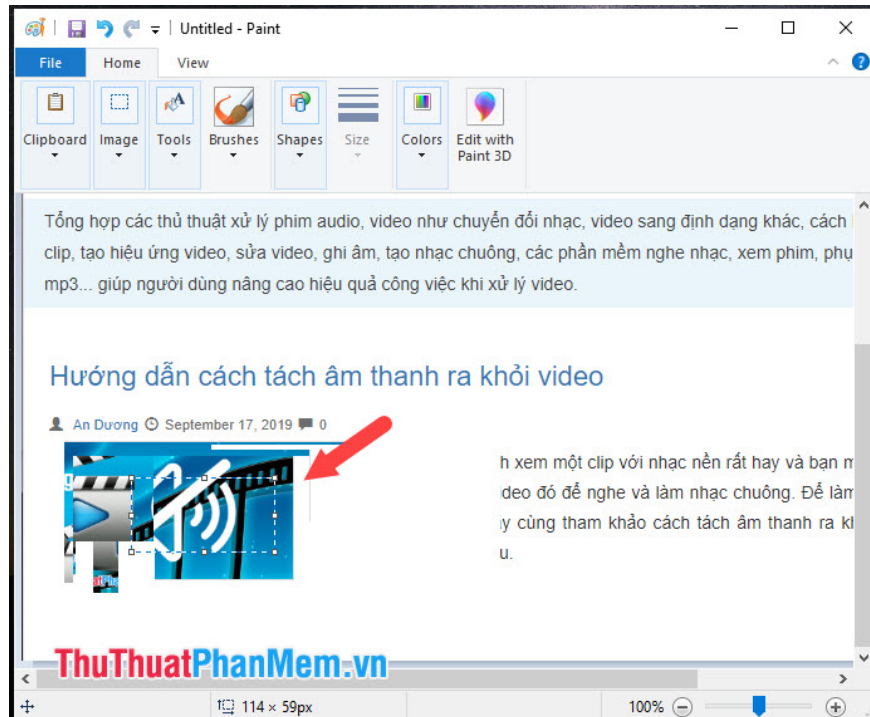 Untitled - Paint
File Home View
Clipboard Image Tools Brushes Shapes Size Colors Edit with Paint 3D
Tổng hợp các thủ thuật xử lý phim audio, video như chuyển đổi nhạc, video sang định dạng khác, cách
clip, tạo hiệu ứng video, sửa video, ghi âm, tạo nhạc chuông, các phần mềm nghe nhạc, xem phim, phụ
mp3... giúp người dùng nâng cao hiệu quả công việc khi xử lý video.
Hướng dẫn cách tách âm thanh ra khỏi video
An Dương September 17, 2019 0
h xem một clip với nhạc nền rất hay và bạn
deo đó để nghe và làm nhạc chuông. Để làm
y cùng tham khảo cách tách âm thanh ra
u.
ThuThuatPhanMem.vn
114 × 59px 100%